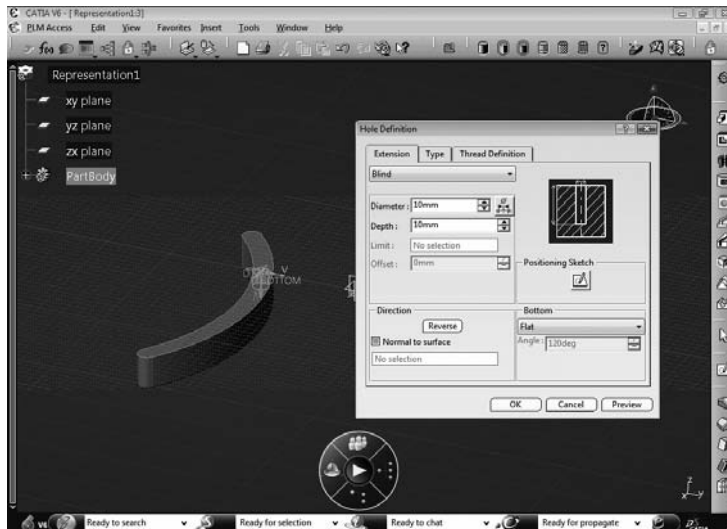 CATIA V6 - [ Representation1:3]
PLM Access Edit View Favorites Insert Tools Window Help
Representation1
xy plane
yz plane
zx plane
PartBody
BOTTOM
V
Hole Definition
Extension Type Thread Definition
Blind
Diameter : 10mm
Depth : 10mm
Limit : No selection
Offset : 0mm
Positioning Sketch
Direction
Reverse
Normal to surface
No selection
Bottom
Flat
Angle : 120deg
OK Cancel Preview
z
x y
V6 Ready to search Ready for selection Ready to chat Ready for propagate